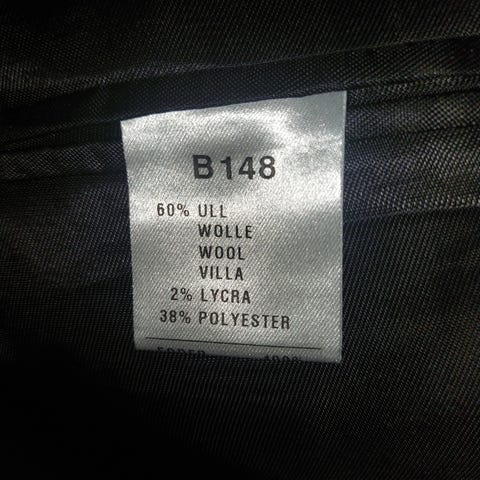 B148
60% ULL
WOLLE
WOOL
VILLA
2% LYCRA
38% POLYESTER